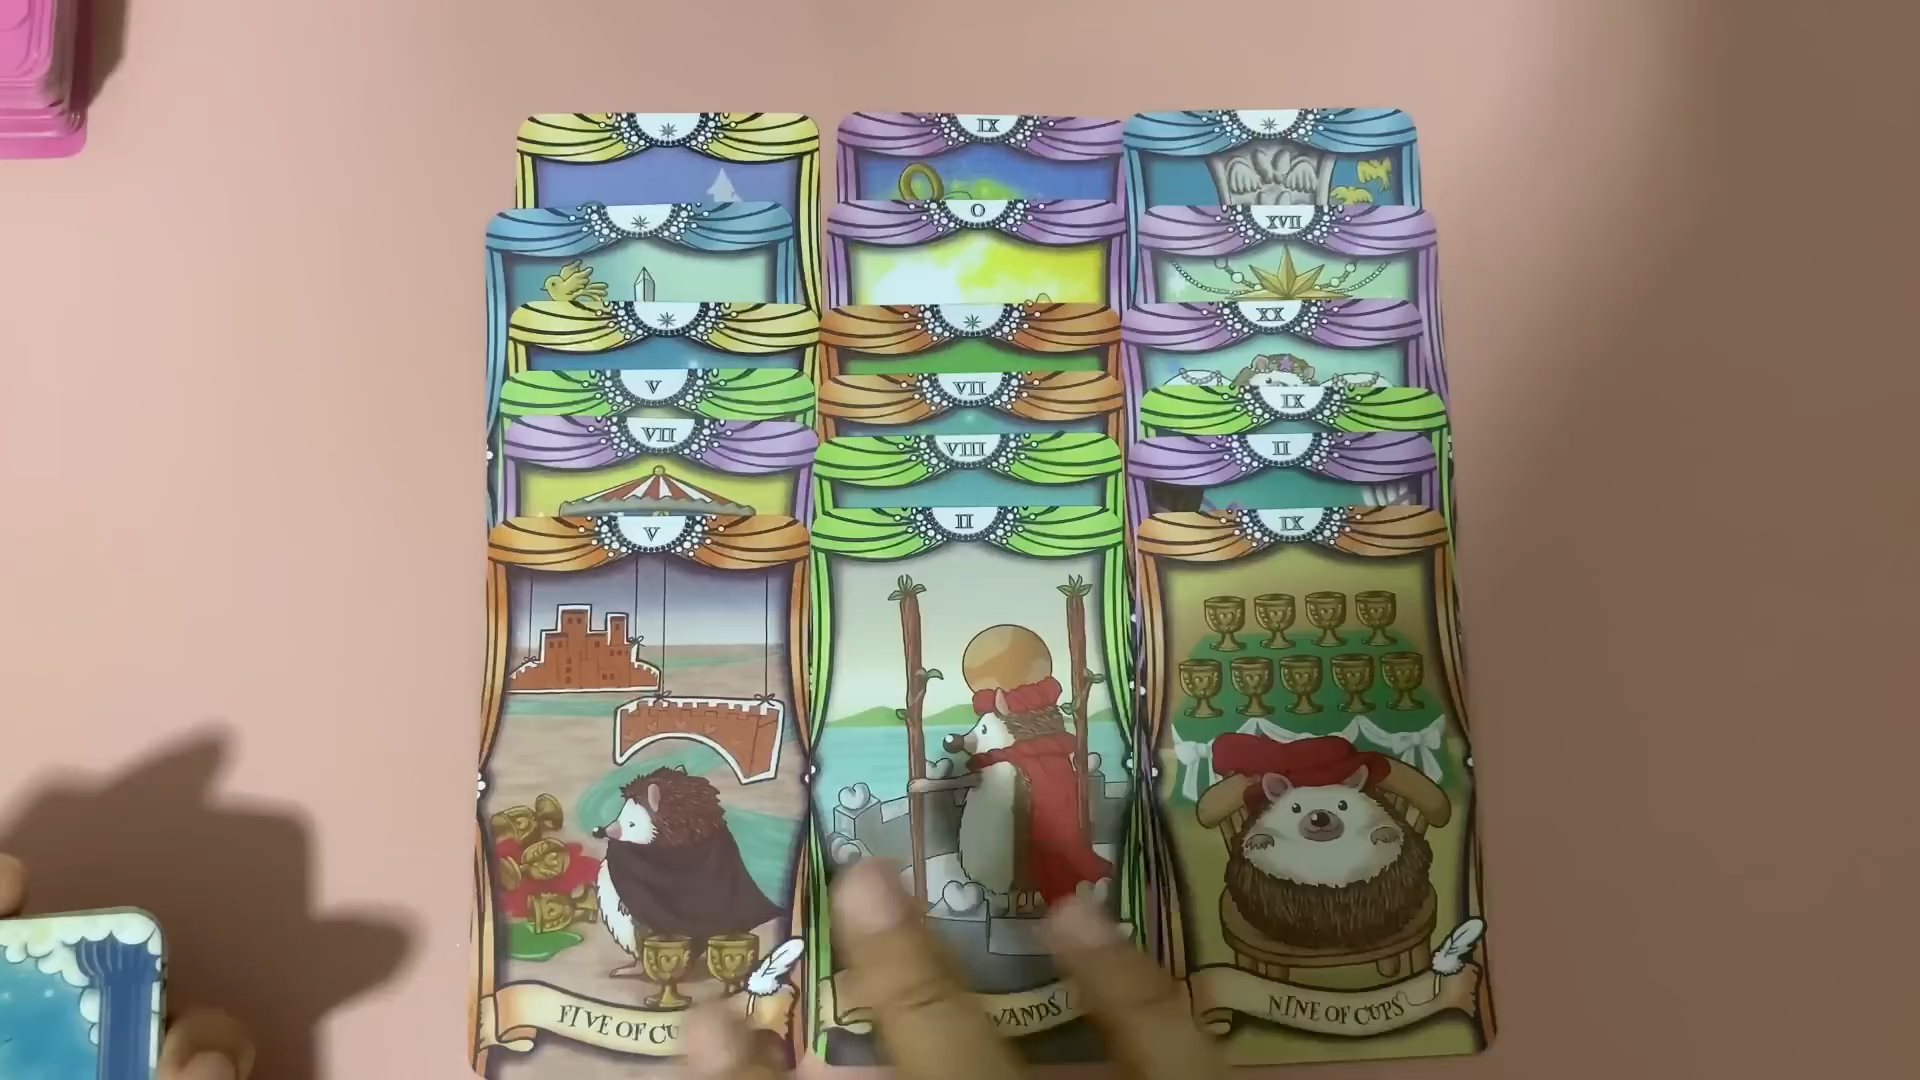 IX
XVII
O
XX
V
VII
IX
VII
VIII
II
V
II
IX
FIVE OF CU
WANDS
NINE OF CUPS